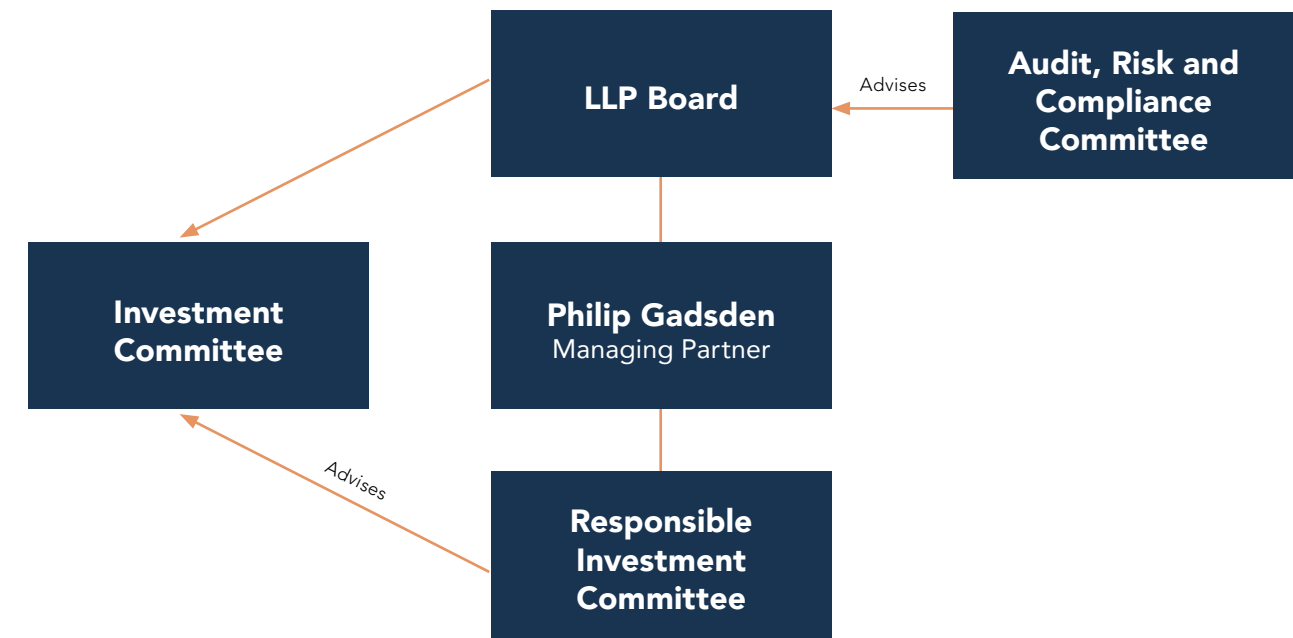 LLP Board
Advises
Audit, Risk and
Compliance
Committee
Investment
Committee
Philip Gadsden
Managing Partner
Advises
Responsible
Investment
Committee